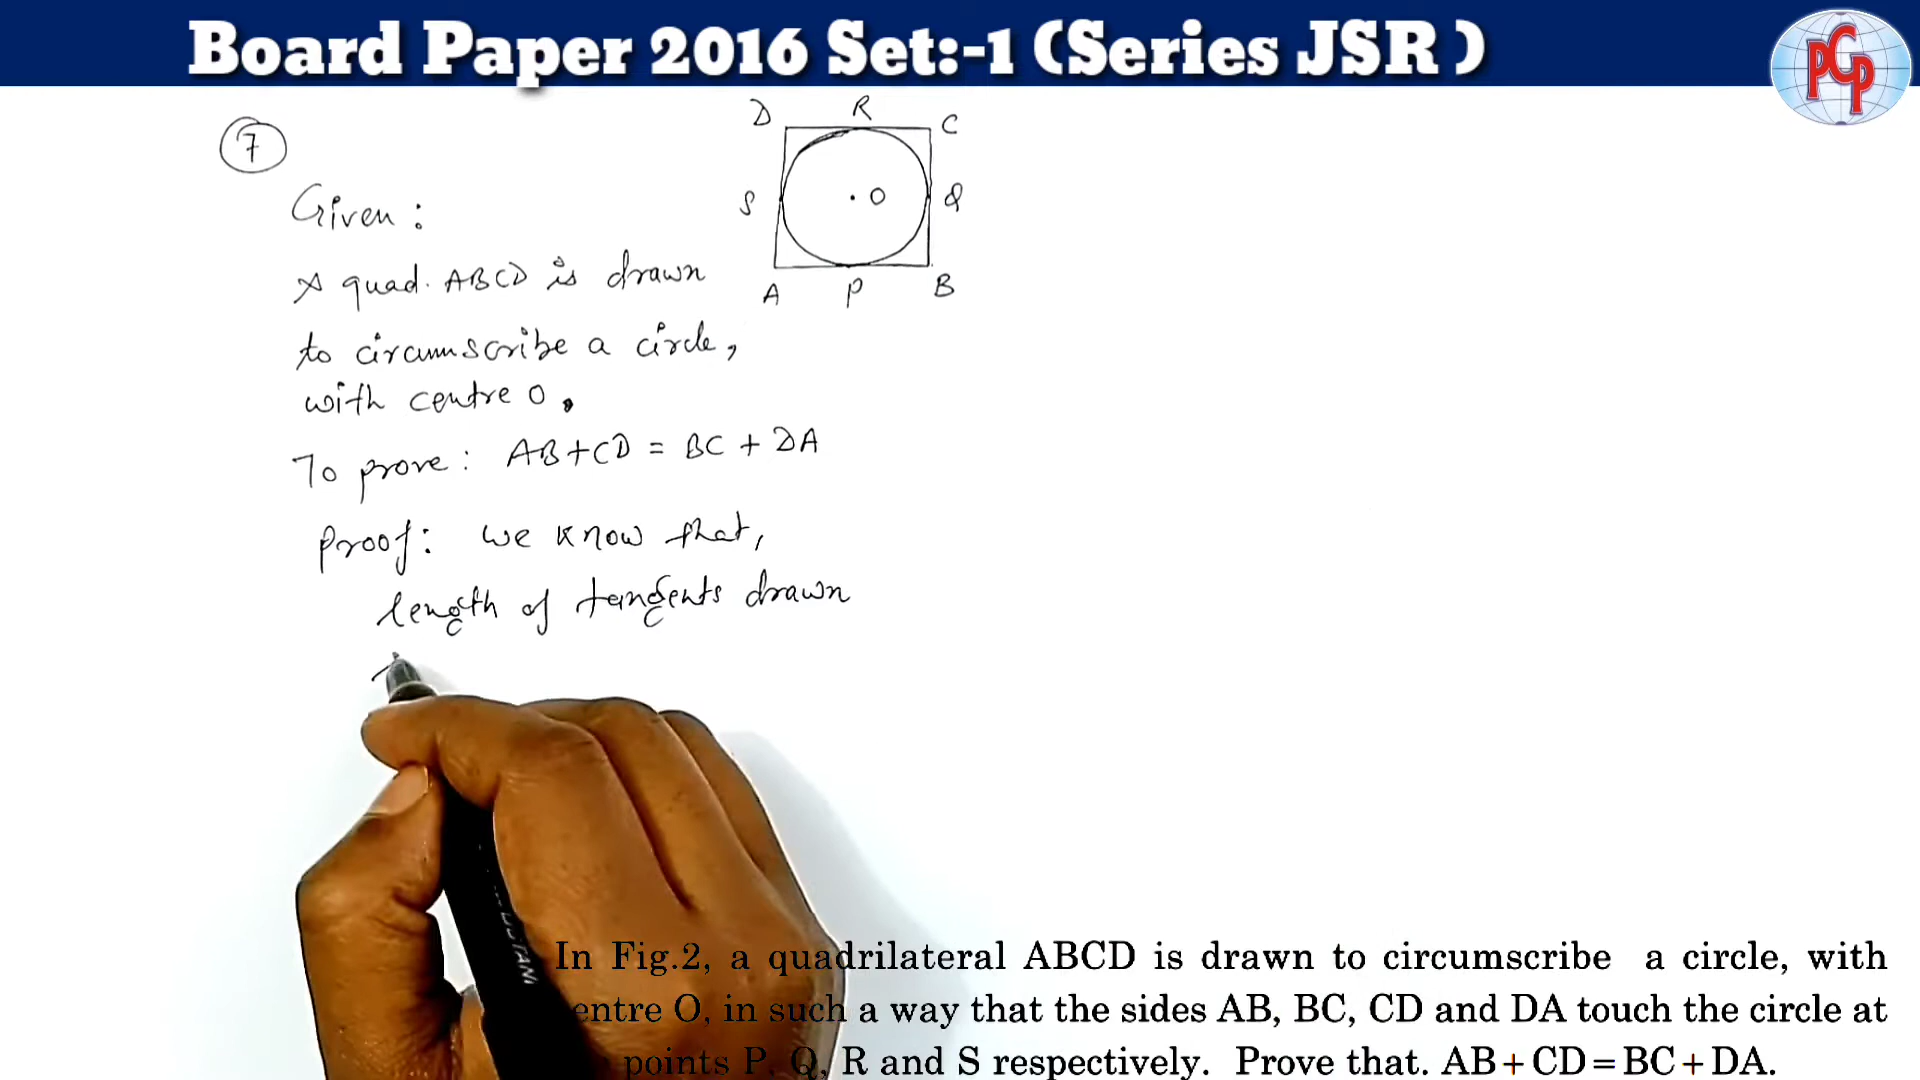 Board Paper 2016 Set:-1 (Series JSR )
PGP
7
D R C
S O Q
A P B
Given :
A quad. ABCD is drawn
to circumscribe a circle,
with centre O.
To prove : AB+CD = BC + DA
Proof: We know that,
length of tangents drawn
In Fig.2, a quadrilateral ABCD is drawn to circumscribe a circle, with
entre O, in such a way that the sides AB, BC, CD and DA touch the circle at
points P, Q, R and S respectively. Prove that. AB+CD=BC+DA.